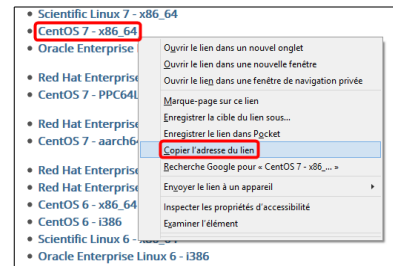 • Scientific Linux 7 - x86_64
• CentOS 7 - x86_64
• Oracle Enterprise
Ouvrir le lien dans un nouvel onglet
Ouvrir le lien dans une nouvelle fenêtre
Ouvrir le lien dans une fenêtre de navigation privée
• Red Hat Enterprise
• CentOS 7 - PPC64
Marque-page sur ce lien
Enregistrer la cible du lien sous...
Enregistrer le lien dans Pocket
• Red Hat Enterprise
• CentOS 7 - aarch6
Copier l'adresse du lien
Recherche Google pour « CentOS 7 - x86_... »
• Red Hat Enterprise
• Red Hat Enterprise
• CentOS 6 - x86_64
• CentOS 6 - i386
Envoyer le lien à un appareil
Inspecter les propriétés d'accessibilité
Examiner l'élément
• Scientific Linux 6 -
• Oracle Enterprise Linux 6 - i386